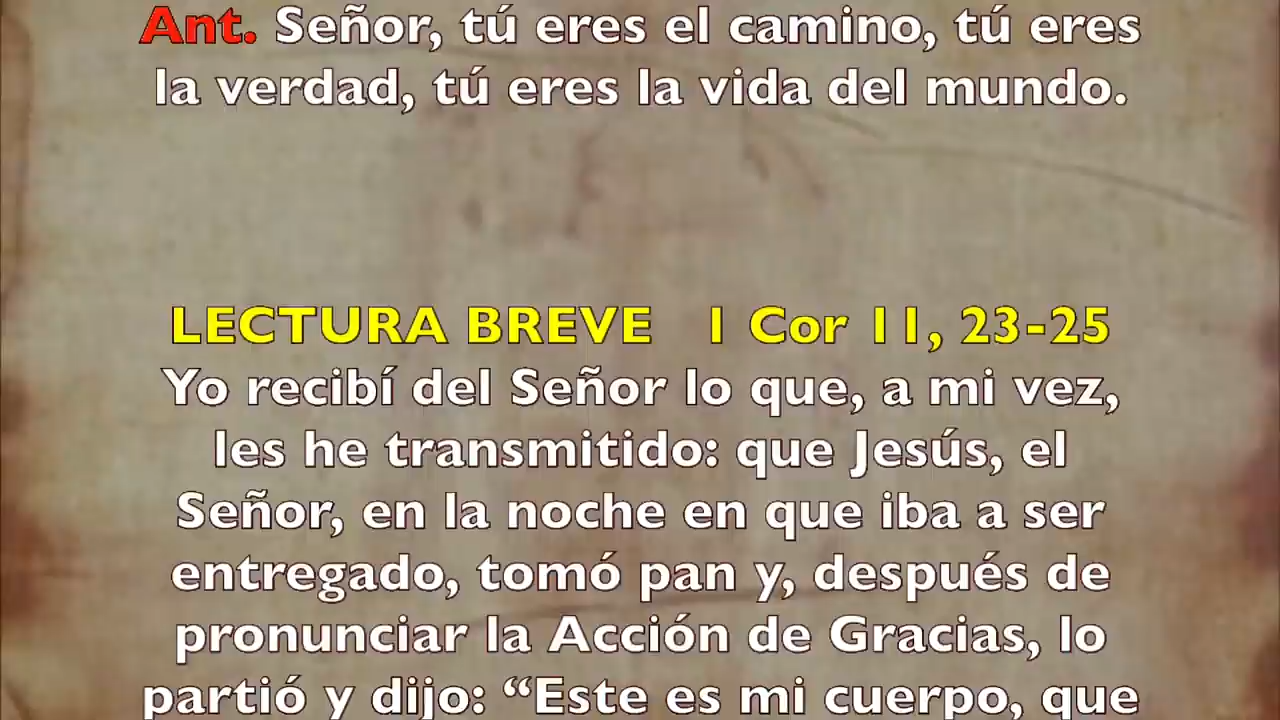 Ant. Señor, tú eres el camino, tú eres
la verdad, tú eres la vida del mundo.
LECTURA BREVE 1 Cor 11, 23-25
Yo recibí del Señor lo que, a mi vez,
les he transmitido: que Jesús, el
Señor, en la noche en que iba a ser
entregado, tomó pan y, después de
pronunciar la Acción de Gracias, lo
partió y dijo: “Este es mi cuerpo, que